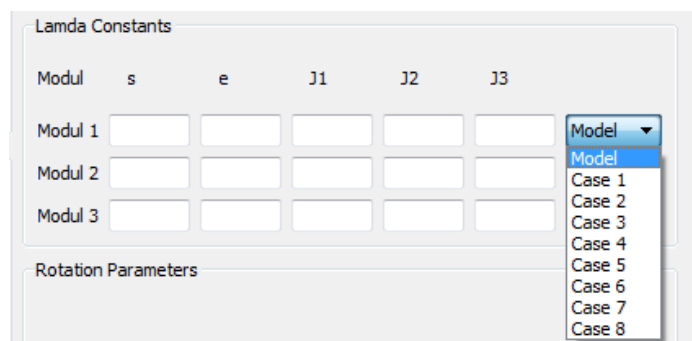 Lamda Constants
Modul s e J1 J2 J3
Modul 1 Model
Modul 2
Modul 3
Model
Case 1
Case 2
Case 3
Case 4
Case 5
Case 6
Case 7
Case 8
Rotation Parameters